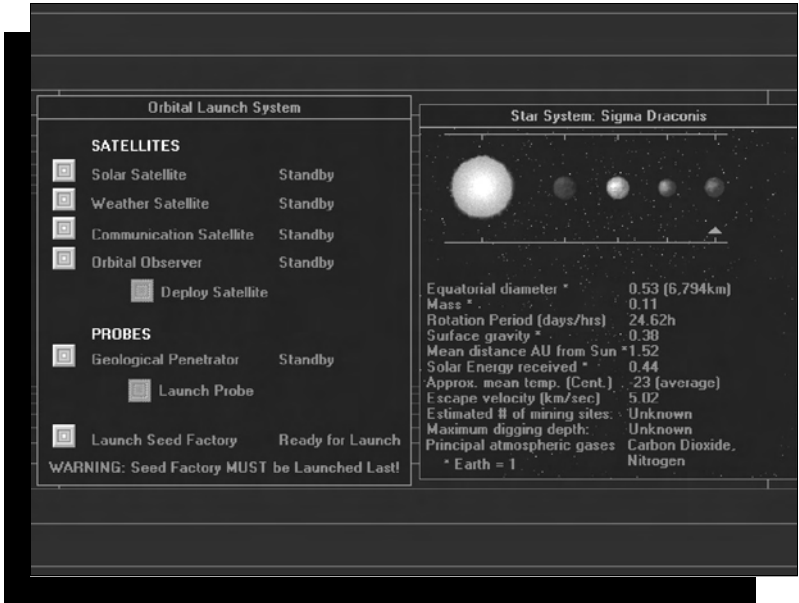 Orbital Launch System
SATELLITES
Solar Satellite Standby
Weather Satellite Standby
Communication Satellite Standby
Orbital Observer Standby
Deploy Satellite
PROBES
Geological Penetrator Standby
Launch Probe
Launch Seed Factory Ready for Launch
WARNING: Seed Factory MUST be Launched Last!
Star System: Sigma Draconis
Equatorial diameter * 0.53 (6,794km)
Mass * 0.11
Rotation Period (days/hrs) 24.62h
Surface gravity * 0.38
Mean distance AU from Sun * 1.52
Solar Energy received * 0.44
Approx. mean temp. (Cent.) -23 (average)
Escape velocity (km/sec) 5.02
Estimated # of mining sites: Unknown
Maximum digging depth: Unknown
Principal atmospheric gases Carbon Dioxide,
Nitrogen
* Earth = 1